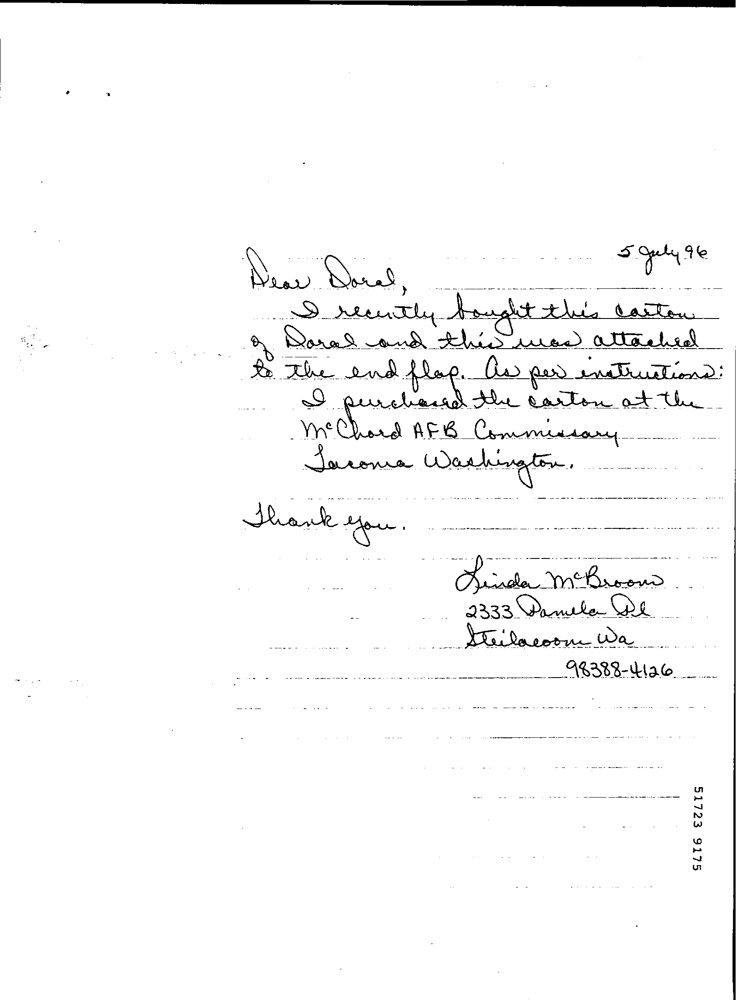 5 July 96
Dear Doral,
I recently bought this carton
of Doral and this was attached
to the end flap. As per instructions:
I purchased the carton at the
McChord AFB Commissary
Tacoma Washington.
Thank you.
Linda McBroom
2333 Pamela Pl
Steilacoom Wa
98388-4126
51723 9175